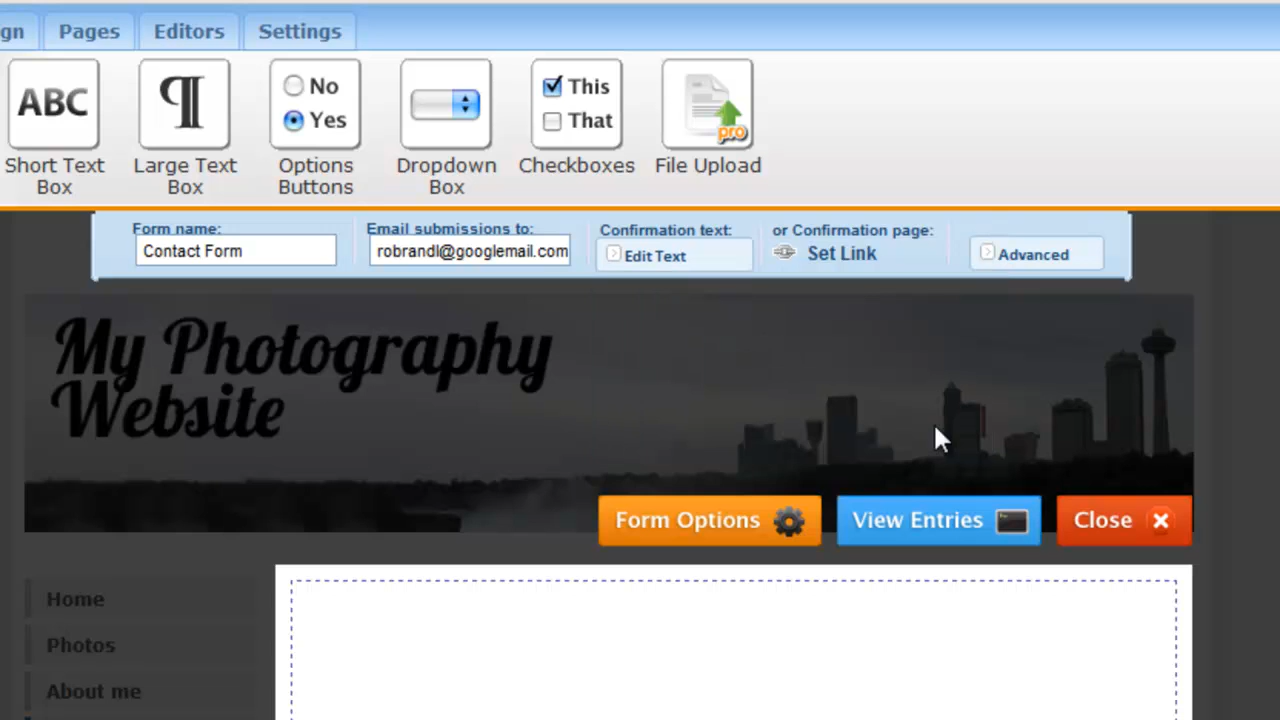 gn Pages Editors Settings
ABC No Yes This That pro
Short Text Box
Large Text Box
Options Buttons
Dropdown Box
Checkboxes
File Upload
Form name: Email submissions to: Confirmation text: or Confirmation page:
Contact Form robrandl@googlemail.com Edit Text Set Link Advanced
My Photography
Website
Form Options View Entries Close
Home
Photos
About me